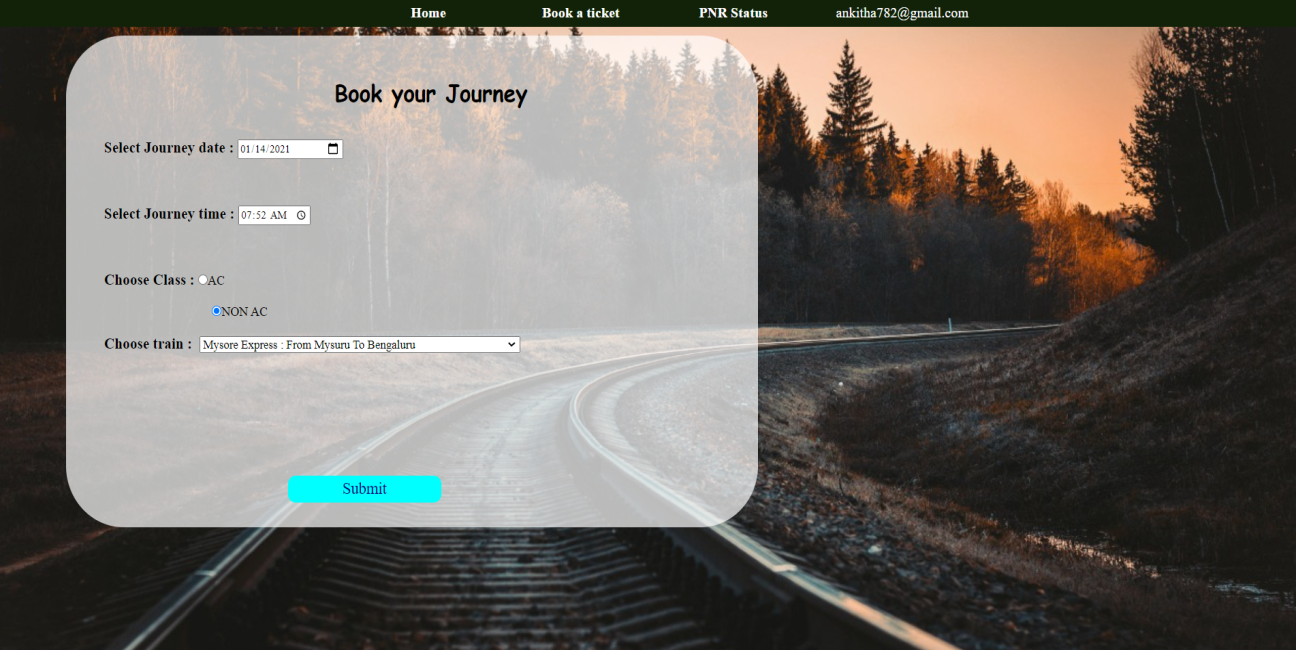 Home Book a ticket PNR Status ankitha782@gmail.com
Book your Journey
Select Journey date : 01/14/2021
Select Journey time : 07:52 AM
Choose Class : AC
NON AC
Choose train : Mysore Express : From Mysuru To Bengaluru
Submit